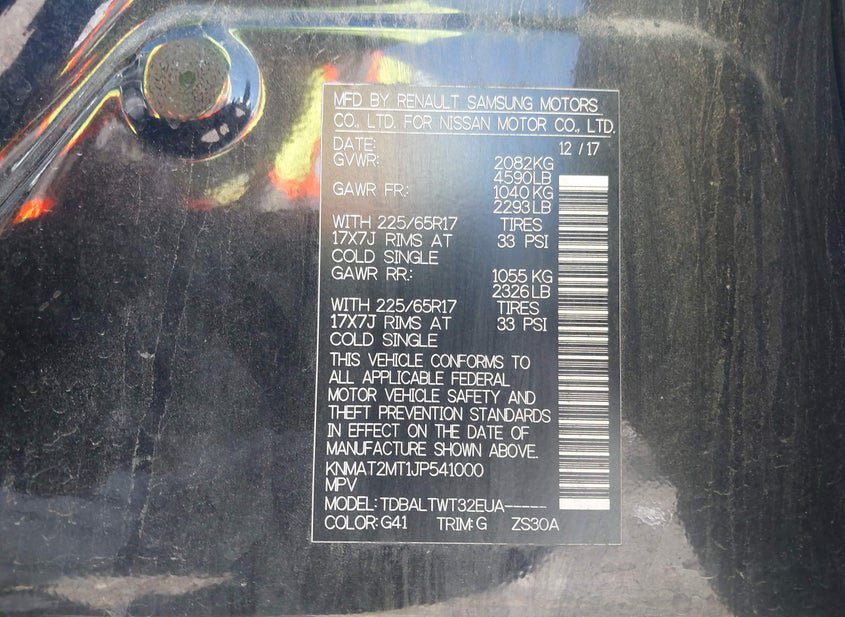 MFD BY RENAULT SAMSUNG MOTORS
CO., LTD. FOR NISSAN MOTOR CO., LTD.
DATE: 12 / 17
GVWR: 2082KG
4590LB
GAWR FR.: 1040 KG
2293LB
WITH 225/65R17 TIRES
17X7J RIMS AT 33 PSI
COLD SINGLE
GAWR RR.: 1055 KG
2326LB
WITH 225/65R17 TIRES
17X7J RIMS AT 33 PSI
COLD SINGLE
THIS VEHICLE CONFORMS TO
ALL APPLICABLE FEDERAL
MOTOR VEHICLE SAFETY AND
THEFT PREVENTION STANDARDS
IN EFFECT ON THE DATE OF
MANUFACTURE SHOWN ABOVE.
KNMAT2MT1JP541000
MPV
MODEL: TDBALTWT32EUA-----
COLOR: G41 TRIM: G ZS30A